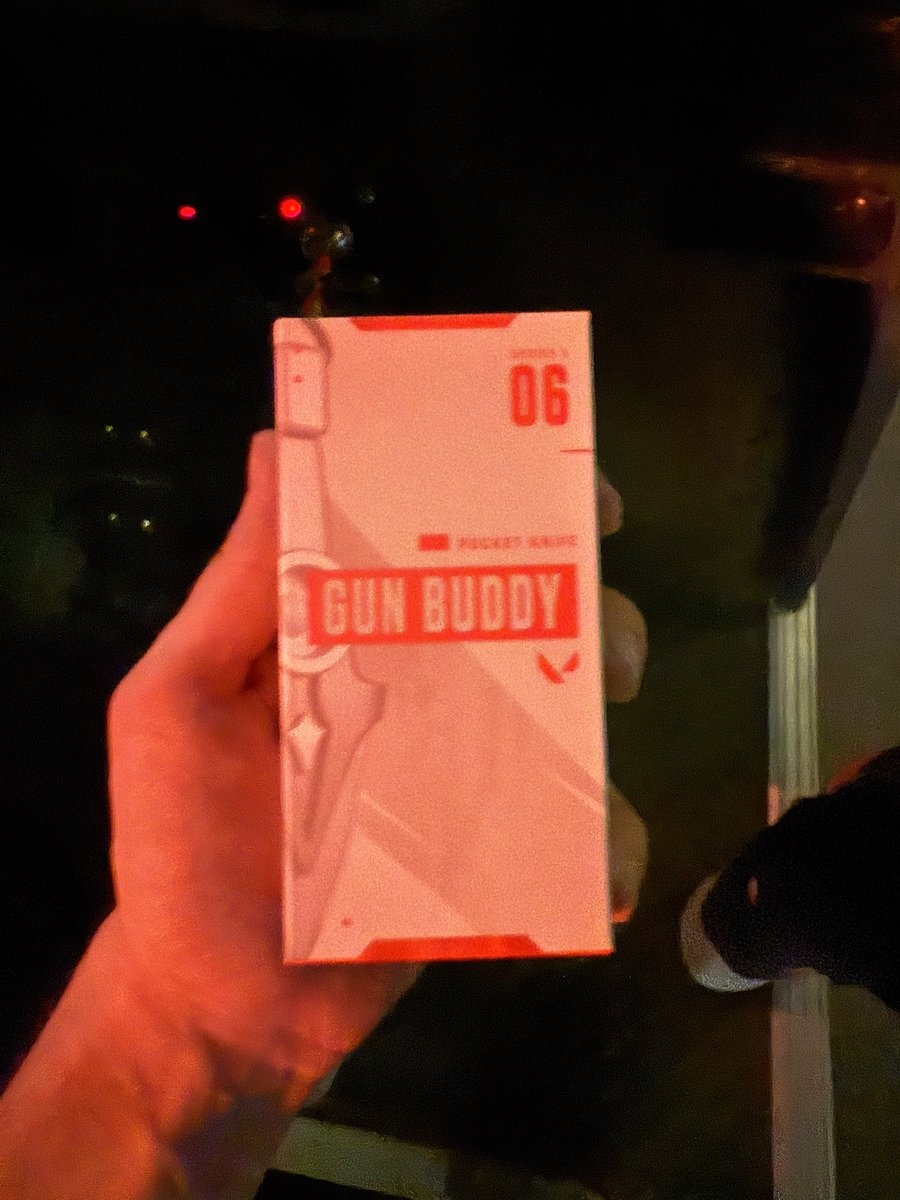 06
POCKET KNIFE
GUN BUDDY